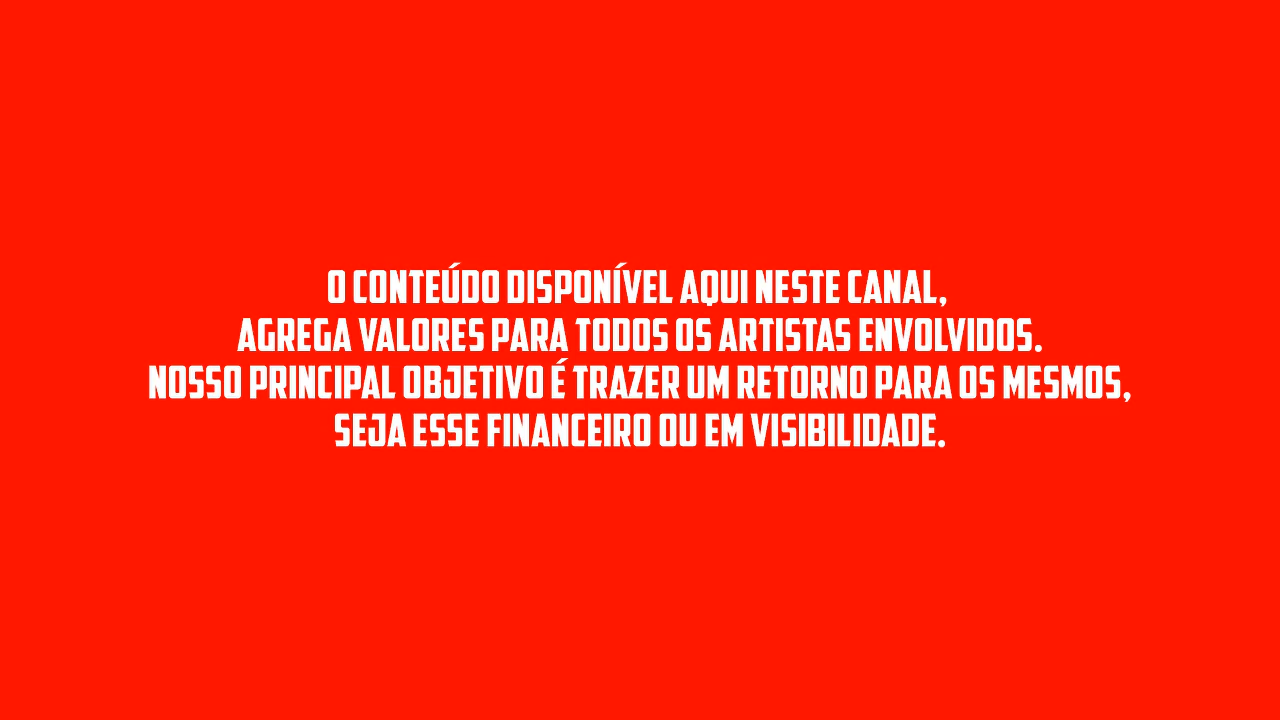 O CONTEÚDO DISPONÍVEL AQUI NESTE CANAL,
AGREGA VALORES PARA TODOS OS ARTISTAS ENVOLVIDOS.
NOSSO PRINCIPAL OBJETIVO É TRAZER UM RETORNO PARA OS MESMOS,
SEJA ESSE FINANCEIRO OU EM VISIBILIDADE.